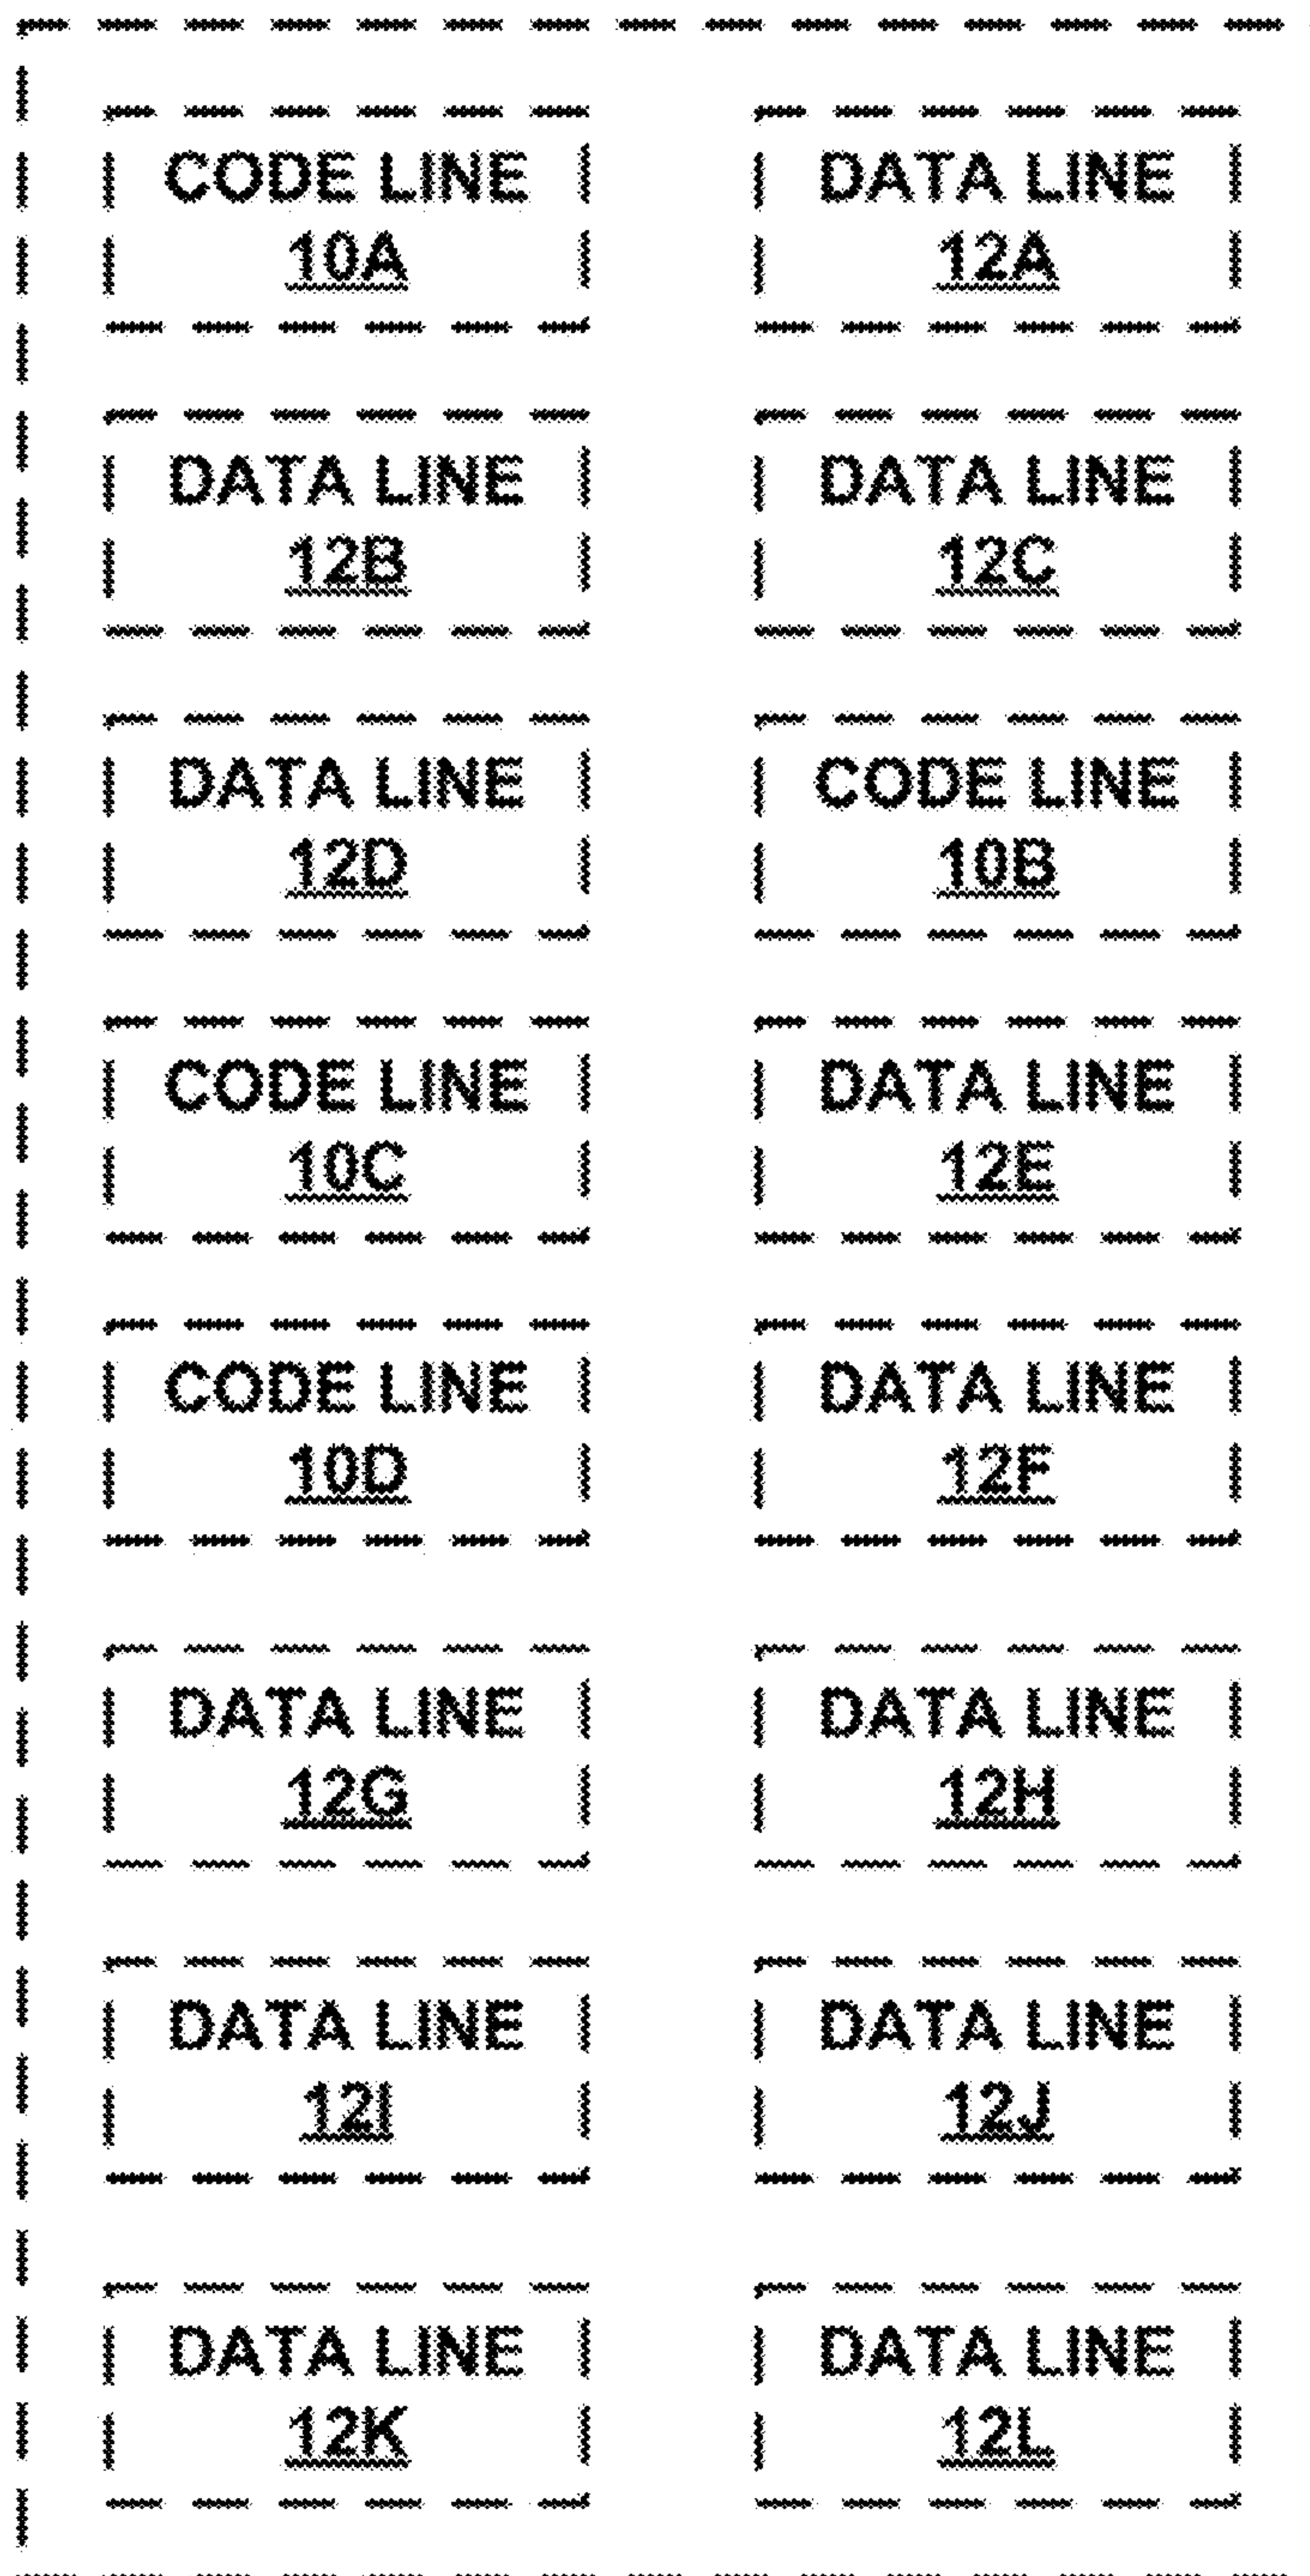 CODE LINE
10A
DATA LINE
12A
DATA LINE
12B
DATA LINE
12C
DATA LINE
12D
CODE LINE
10B
CODE LINE
10C
DATA LINE
12E
CODE LINE
10D
DATA LINE
12F
DATA LINE
12G
DATA LINE
12H
DATA LINE
12I
DATA LINE
12J
DATA LINE
12K
DATA LINE
12L